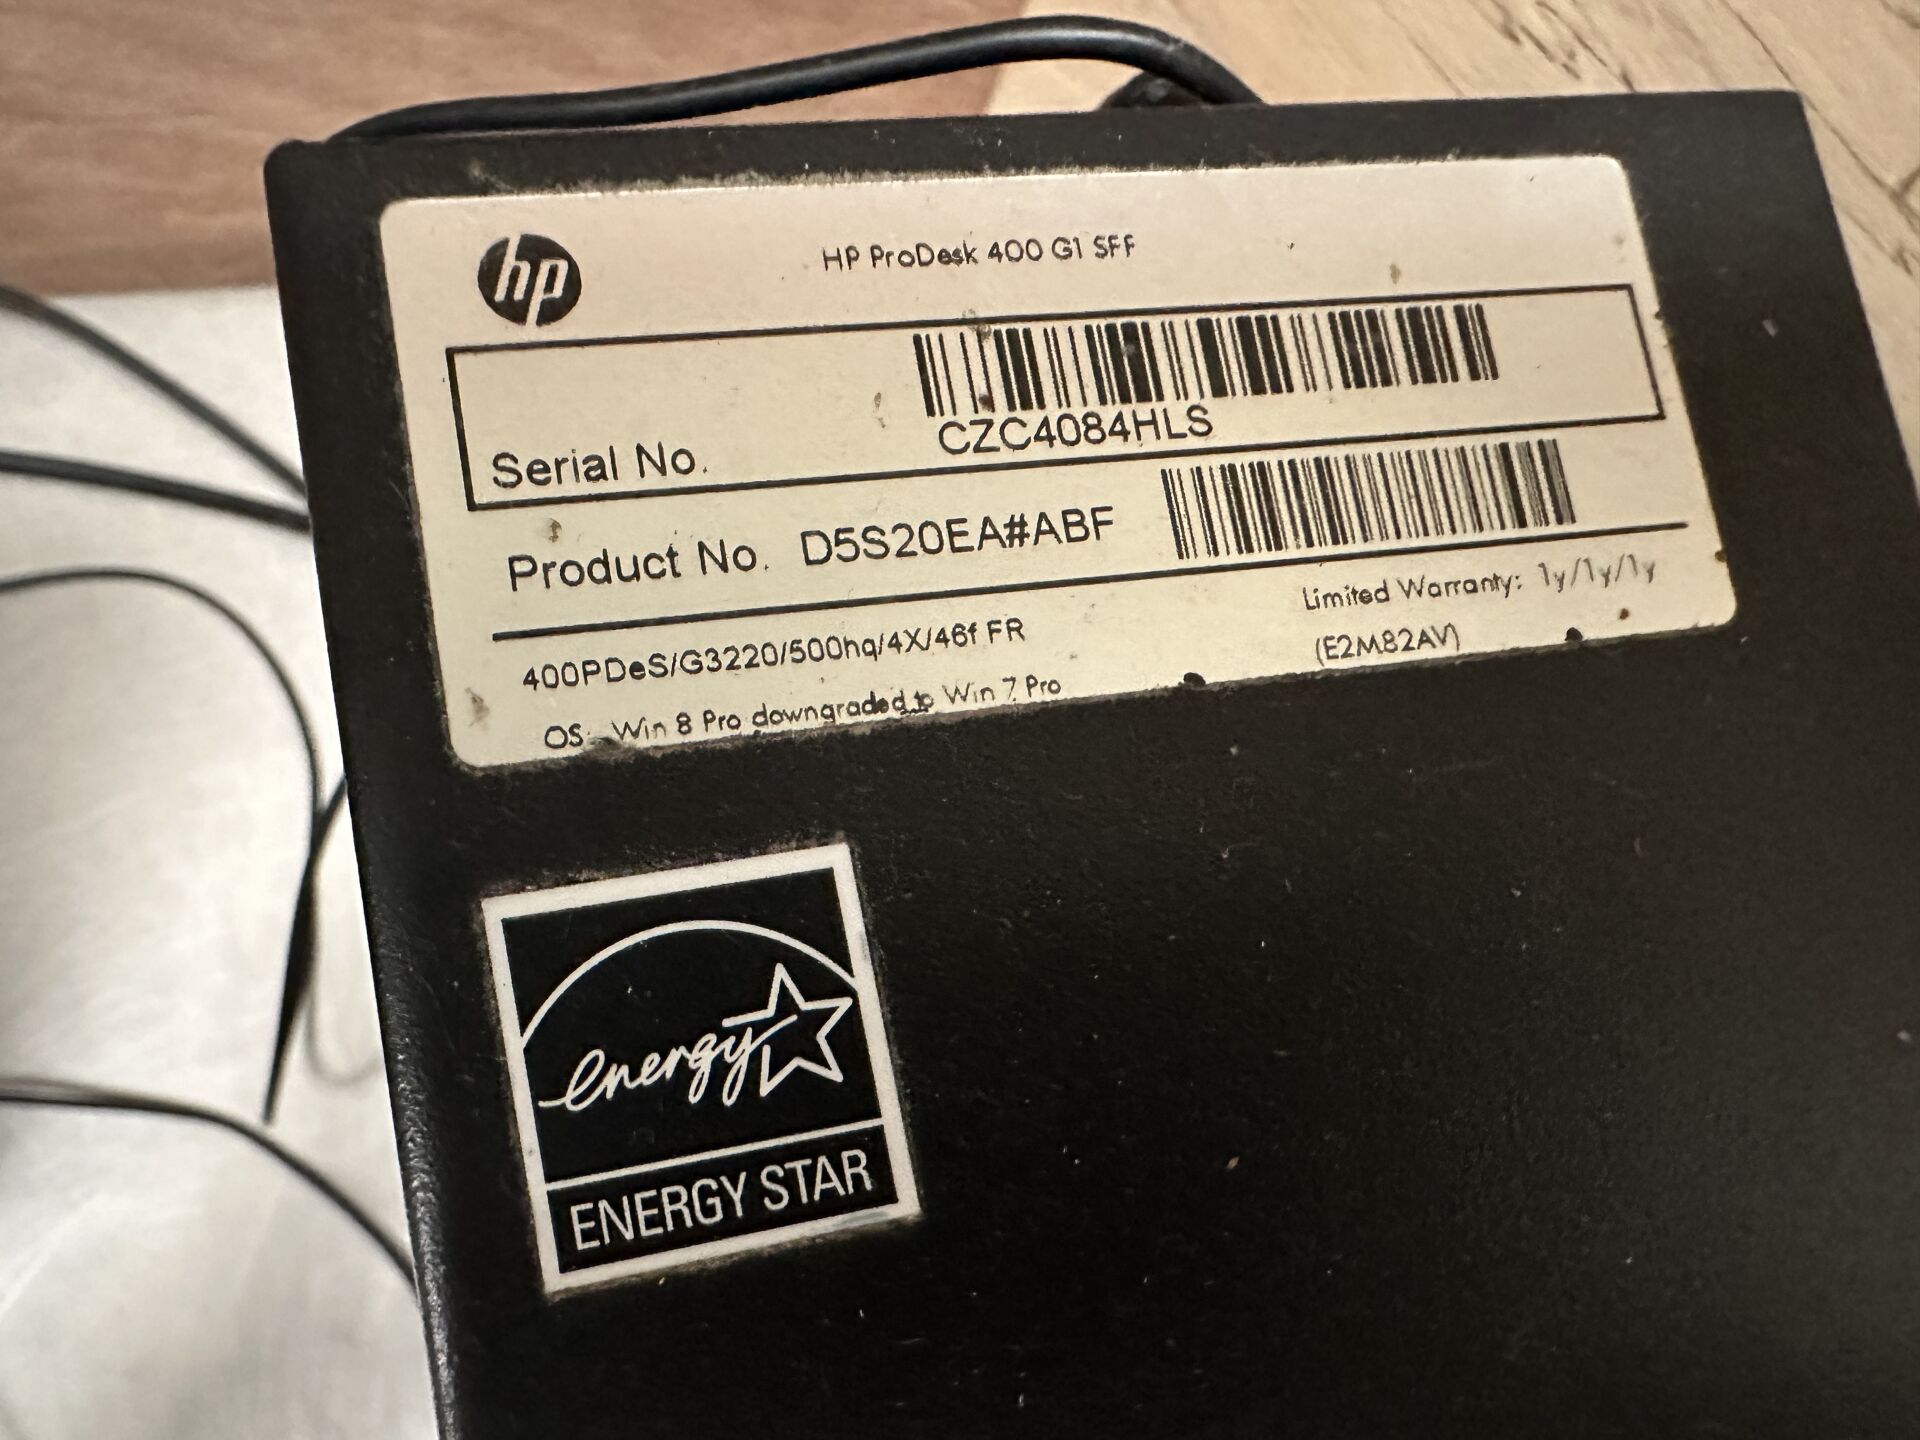 hp
HP ProDesk 400 G1 SFF
CZC4084HLS
Serial No.
Product No. D5S20EA#ABF
Limited Warranty: 1y/1y/1y
400PDeS/G3220/500hq/4X/46f FR
(E2M82AV)
OS: Win 8 Pro downgraded to Win 7 Pro
energy
ENERGY STAR